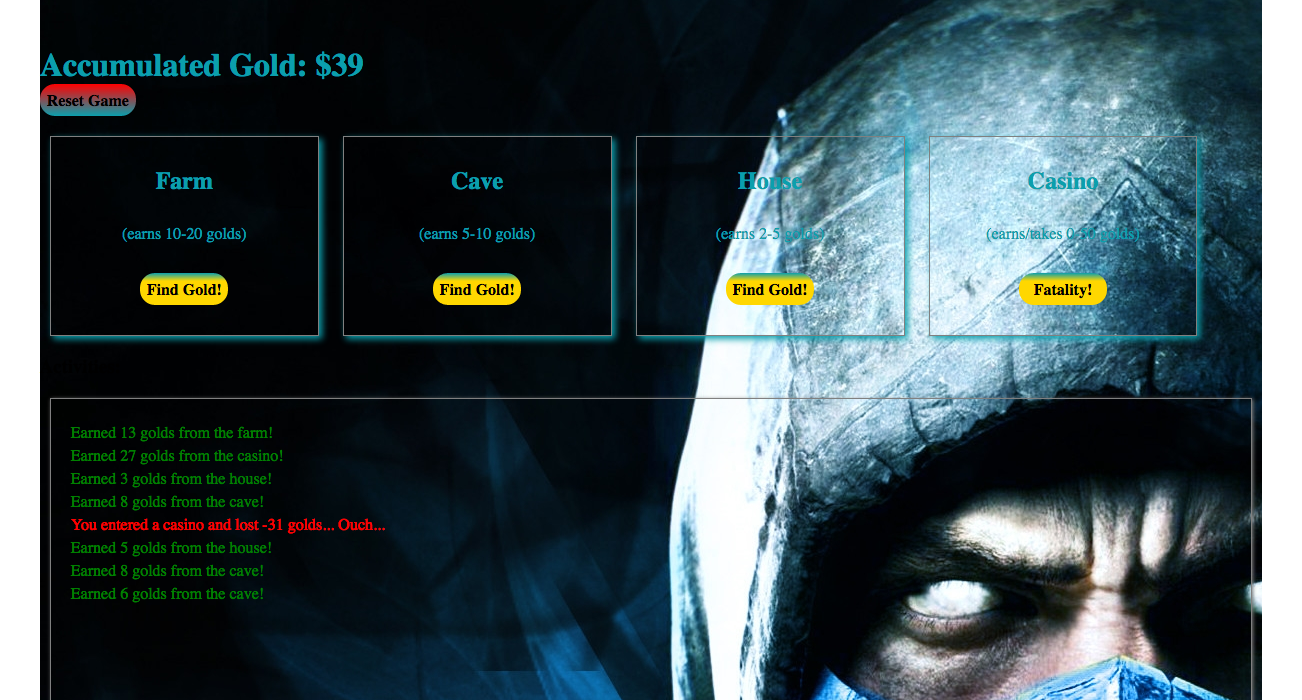 Accumulated Gold: $39
Reset Game
Farm
Cave
House
Casino
(earns 10-20 golds)
(earns 5-10 golds)
(earns 2-5 golds)
(earns/takes 0-50 golds)
Find Gold!
Find Gold!
Find Gold!
Fatality!
Earned 13 golds from the farm!
Earned 27 golds from the casino!
Earned 3 golds from the house!
Earned 8 golds from the cave!
You entered a casino and lost -31 golds... Ouch...
Earned 5 golds from the house!
Earned 8 golds from the cave!
Earned 6 golds from the cave!